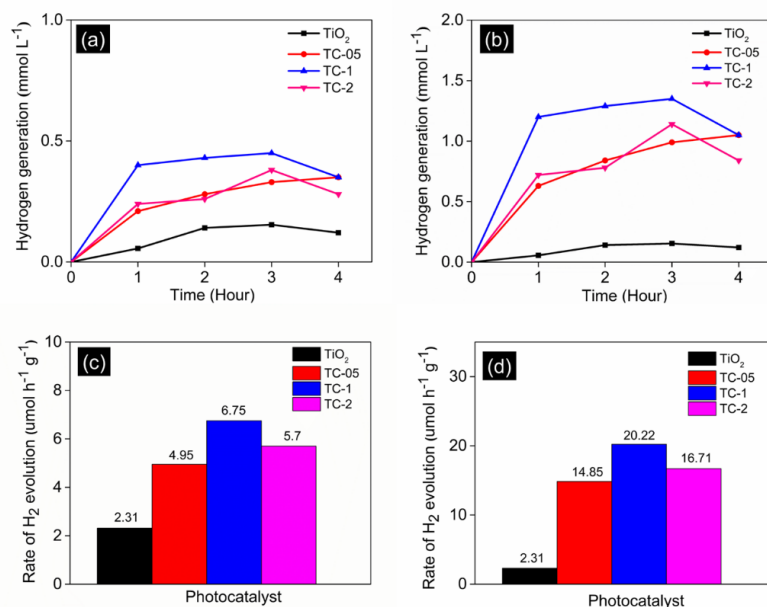 (a)
TiO2
TC-05
TC-1
TC-2
Hydrogen generation (mmol L-1)
1.0
0.5
0.0
0 1 2 3 4
Time (Hour)
(b)
TiO2
TC-05
TC-1
TC-2
Hydrogen generation (mmol L-1)
2.0
1.5
1.0
0.5
0.0
0 1 2 3 4
Time (Hour)
(c)
TiO2
TC-05
TC-1
TC-2
Rate of H2 evolution (umol h-1 g-1)
10
8
6
4
2
0
2.31
4.95
6.75
5.7
Photocatalyst
(d)
TiO2
TC-05
TC-1
TC-2
Rate of H2 evolution (umol h-1 g-1)
30
20
10
0
2.31
14.85
20.22
16.71
Photocatalyst